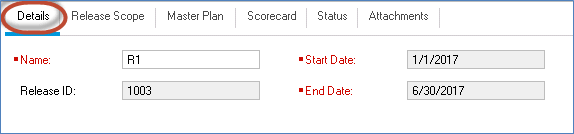 Details Release Scope Master Plan Scorecard Status Attachments
Name: R1 Start Date: 1/1/2017
Release ID: 1003 End Date: 6/30/2017